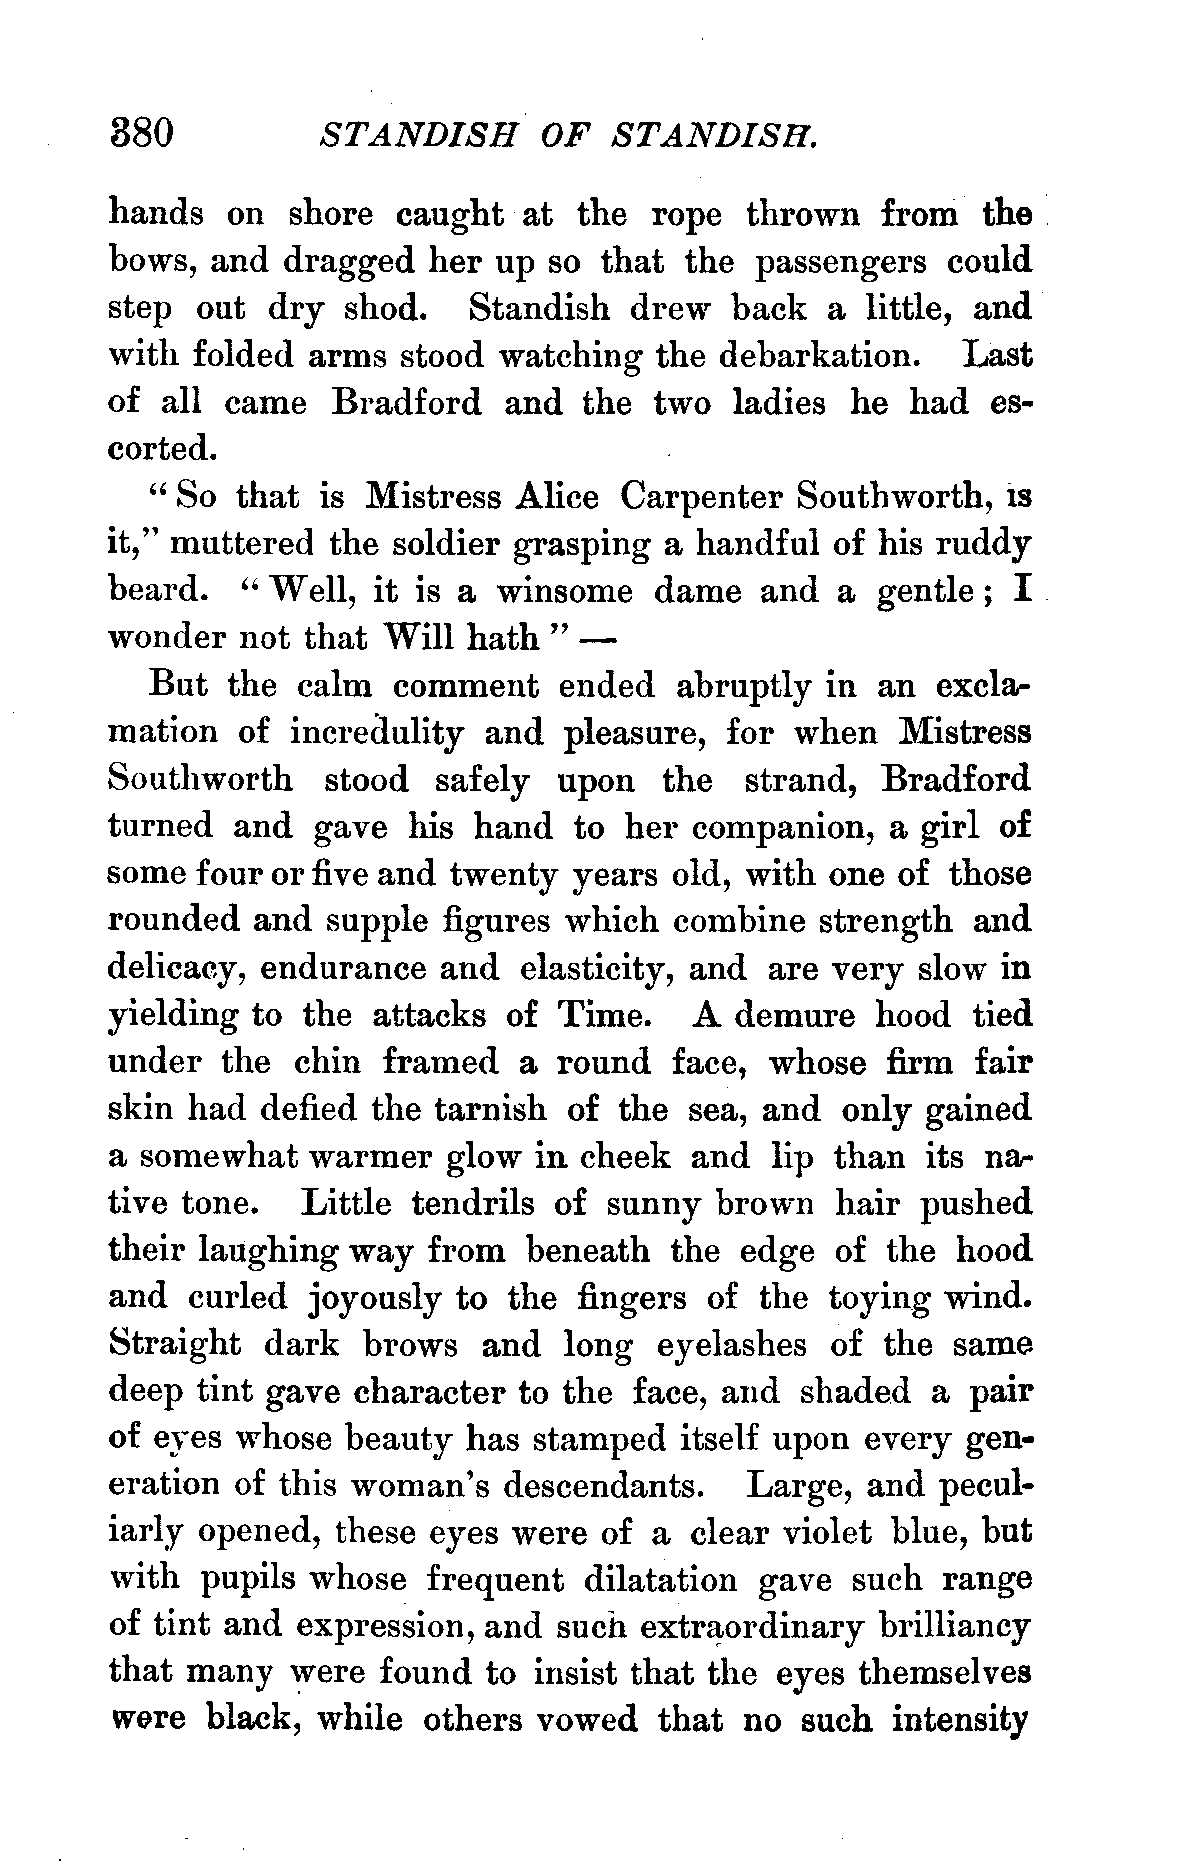 380 STANDISH OF STANDISH.
hands on shore caught at the rope thrown from the
bows, and dragged her up so that the passengers could
step out dry shod. Standish drew back a little, and
with folded arms stood watching the debarkation. Last
of all came Bradford and the two ladies he had es-
corted.
“So that is Mistress Alice Carpenter Southworth, is
it,” muttered the soldier grasping a handful of his ruddy
beard. “Well, it is a winsome dame and a gentle; I
wonder not that Will hath” —
But the calm comment ended abruptly in an excla-
mation of incredulity and pleasure, for when Mistress
Southworth stood safely upon the strand, Bradford
turned and gave his hand to her companion, a girl of
some four or five and twenty years old, with one of those
rounded and supple figures which combine strength and
delicacy, endurance and elasticity, and are very slow in
yielding to the attacks of Time. A demure hood tied
under the chin framed a round face, whose firm fair
skin had defied the tarnish of the sea, and only gained
a somewhat warmer glow in cheek and lip than its na-
tive tone. Little tendrils of sunny brown hair pushed
their laughing way from beneath the edge of the hood
and curled joyously to the fingers of the toying wind.
Straight dark brows and long eyelashes of the same
deep tint gave character to the face, and shaded a pair
of eyes whose beauty has stamped itself upon every gen-
eration of this woman's descendants. Large, and pecul-
iarly opened, these eyes were of a clear violet blue, but
with pupils whose frequent dilatation gave such range
of tint and expression, and such extraordinary brilliancy
that many were found to insist that the eyes themselves
were black, while others vowed that no such intensity